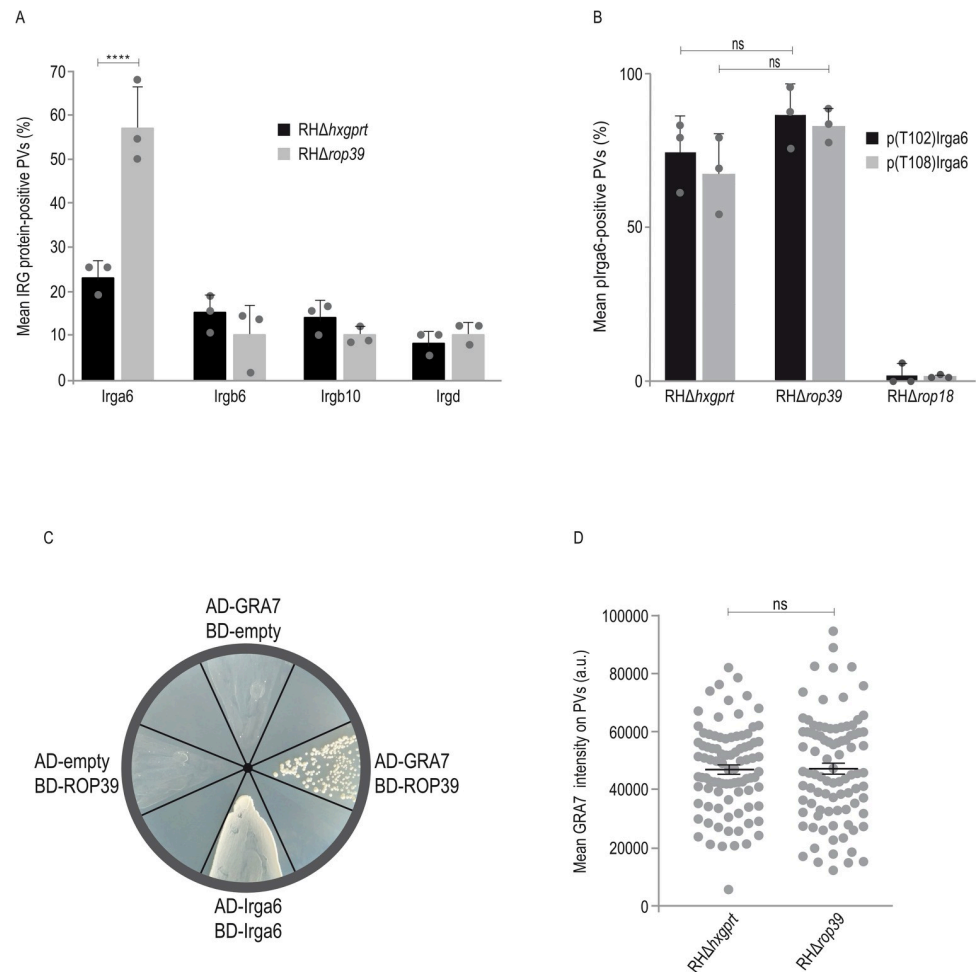 A
Mean IRG protein-positive PVs (%)
70
60
50
40
30
20
10
0
****
RHΔhxgprt
RHΔrop39
Irga6
Irgb6
Irgb10
Irgd
B
Mean pIrga6-positive PVs (%)
100
50
0
ns
ns
p(T102)Irga6
p(T108)Irga6
RHΔhxgprt
RHΔrop39
RHΔrop18
C
AD-GRA7
BD-empty
AD-empty
BD-ROP39
AD-GRA7
BD-ROP39
AD-Irga6
BD-Irga6
D
Mean GRA7 intensity on PVs (a.u.)
100000
80000
60000
40000
20000
0
ns
RHΔhxgprt
RHΔrop39